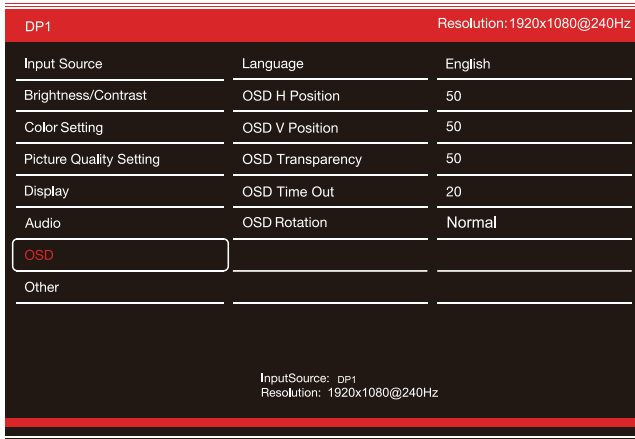 DP1 Resolution:1920x1080@240Hz
Input Source Language English
Brightness/Contrast OSD H Position 50
Color Setting OSD V Position 50
Picture Quality Setting OSD Transparency 50
Display OSD Time Out 20
Audio OSD Rotation Normal
OSD
Other
InputSource: DP1
Resolution: 1920x1080@240Hz